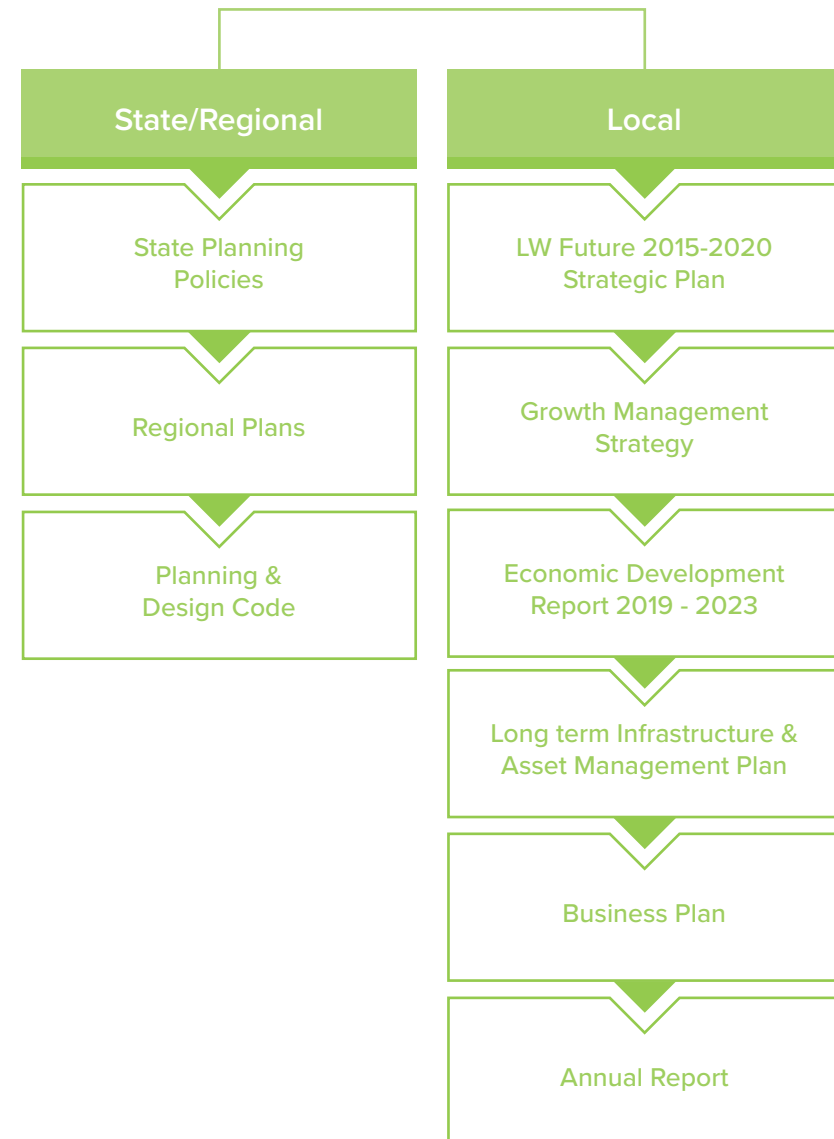 State/Regional
State Planning
Policies
Regional Plans
Planning &
Design Code
Local
LW Future 2015-2020
Strategic Plan
Growth Management
Strategy
Economic Development
Report 2019 - 2023
Long term Infrastructure &
Asset Management Plan
Business Plan
Annual Report